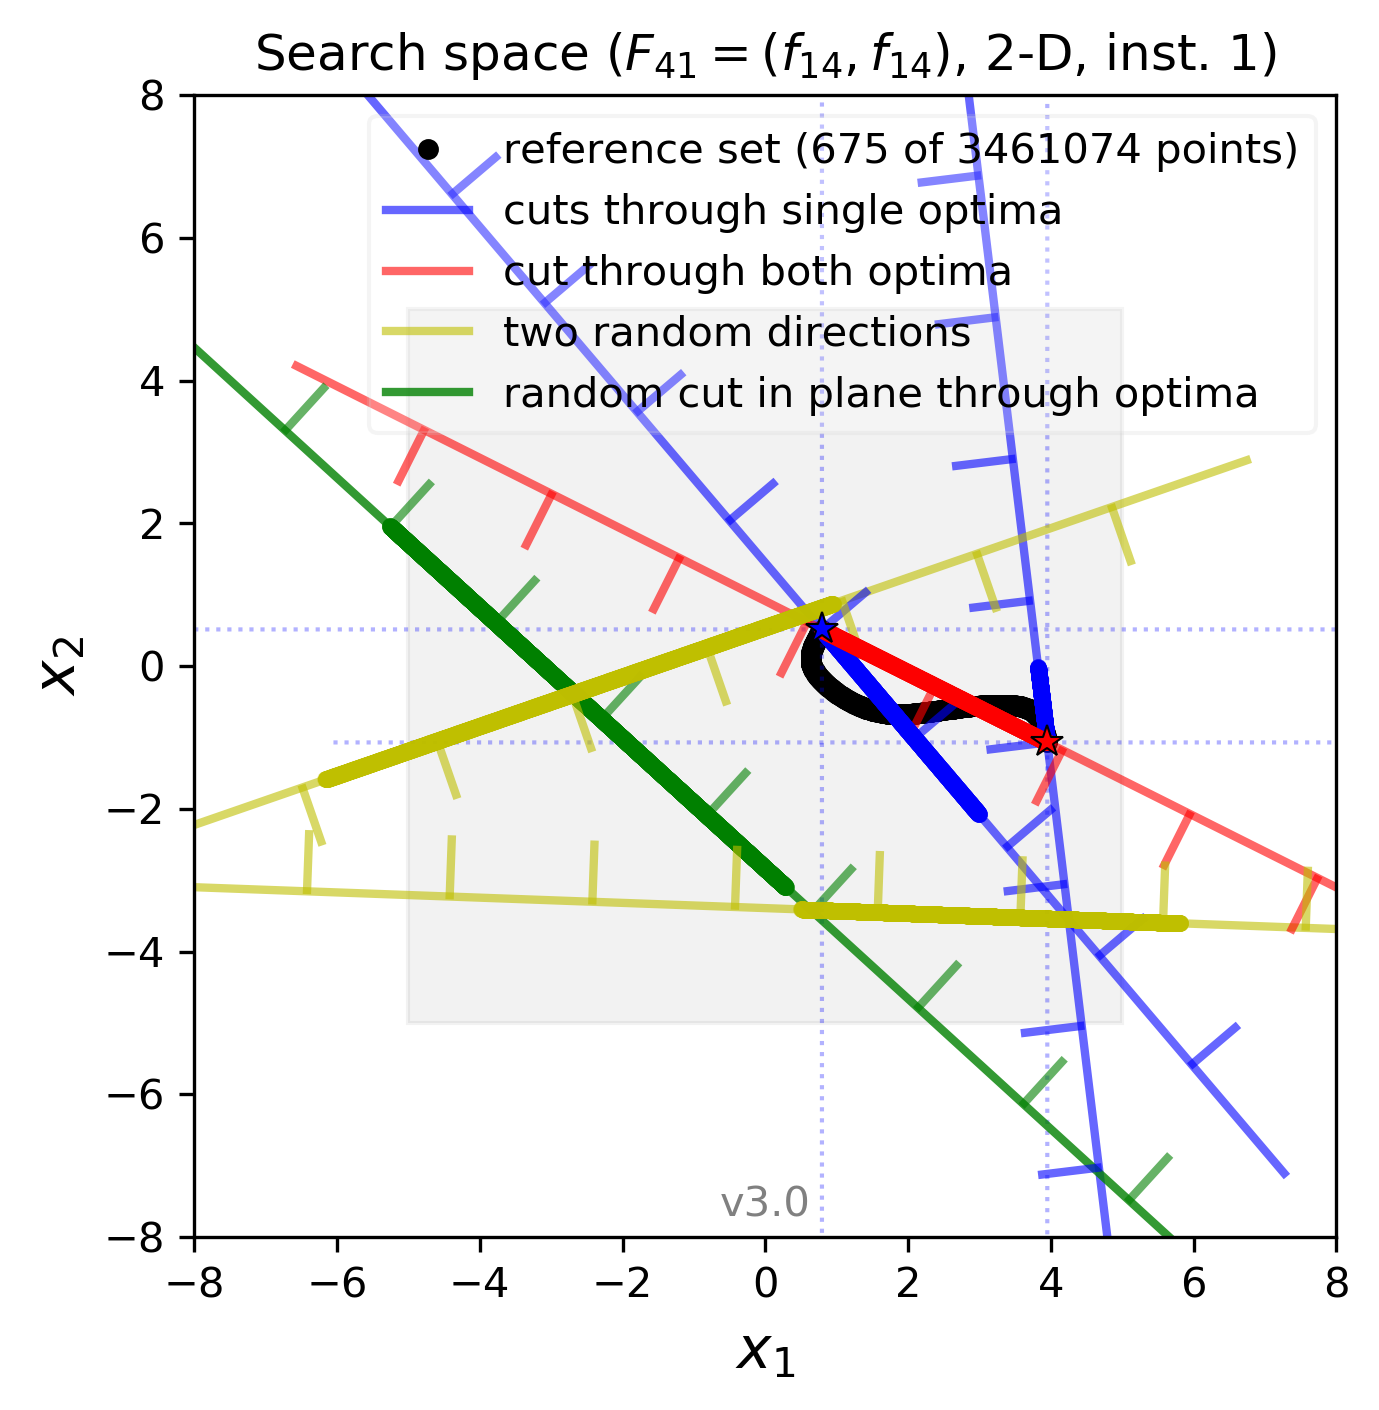 Search space (F41 = (f14, f14), 2-D, inst. 1)
8
6
4
2
0
−2
−4
−6
−8
x2
reference set (675 of 3461074 points)
cuts through single optima
cut through both optima
two random directions
random cut in plane through optima
v3.0
−8 −6 −4 −2 0 2 4 6 8
x1